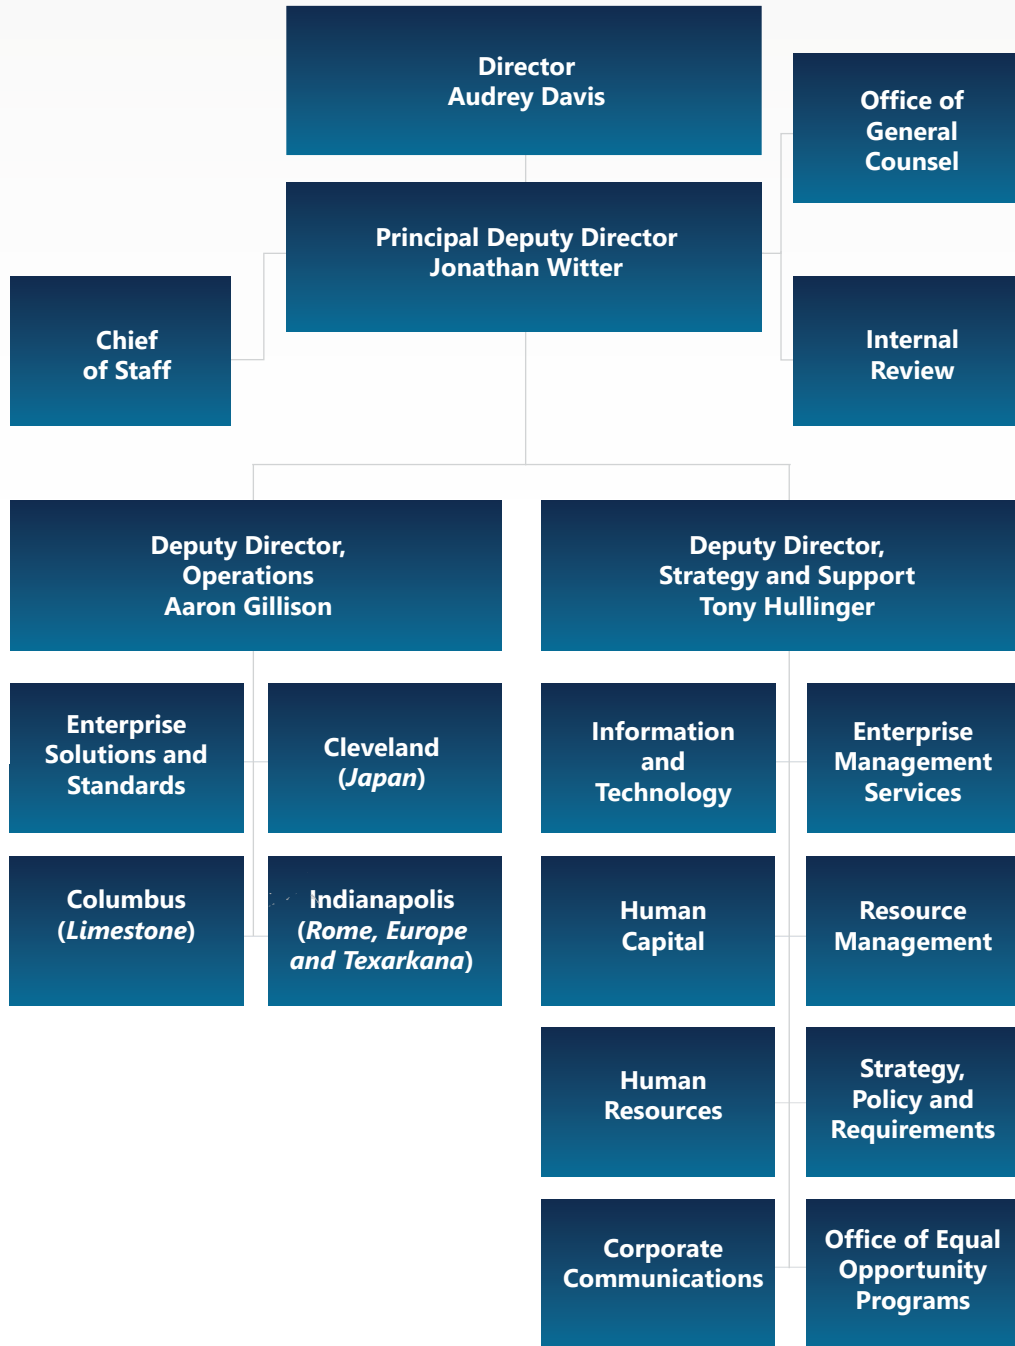 Director
Audrey Davis
Office of
General
Counsel
Principal Deputy Director
Jonathan Witter
Chief
of Staff
Internal
Review
Deputy Director,
Operations
Aaron Gillison
Deputy Director,
Strategy and Support
Tony Hullinger
Enterprise
Solutions and
Standards
Cleveland
(Japan)
Information
and
Technology
Enterprise
Management
Services
Columbus
(Limestone)
Indianapolis
(Rome, Europe
and Texarkana)
Human
Capital
Resource
Management
Human
Resources
Strategy,
Policy and
Requirements
Corporate
Communications
Office of Equal
Opportunity
Programs